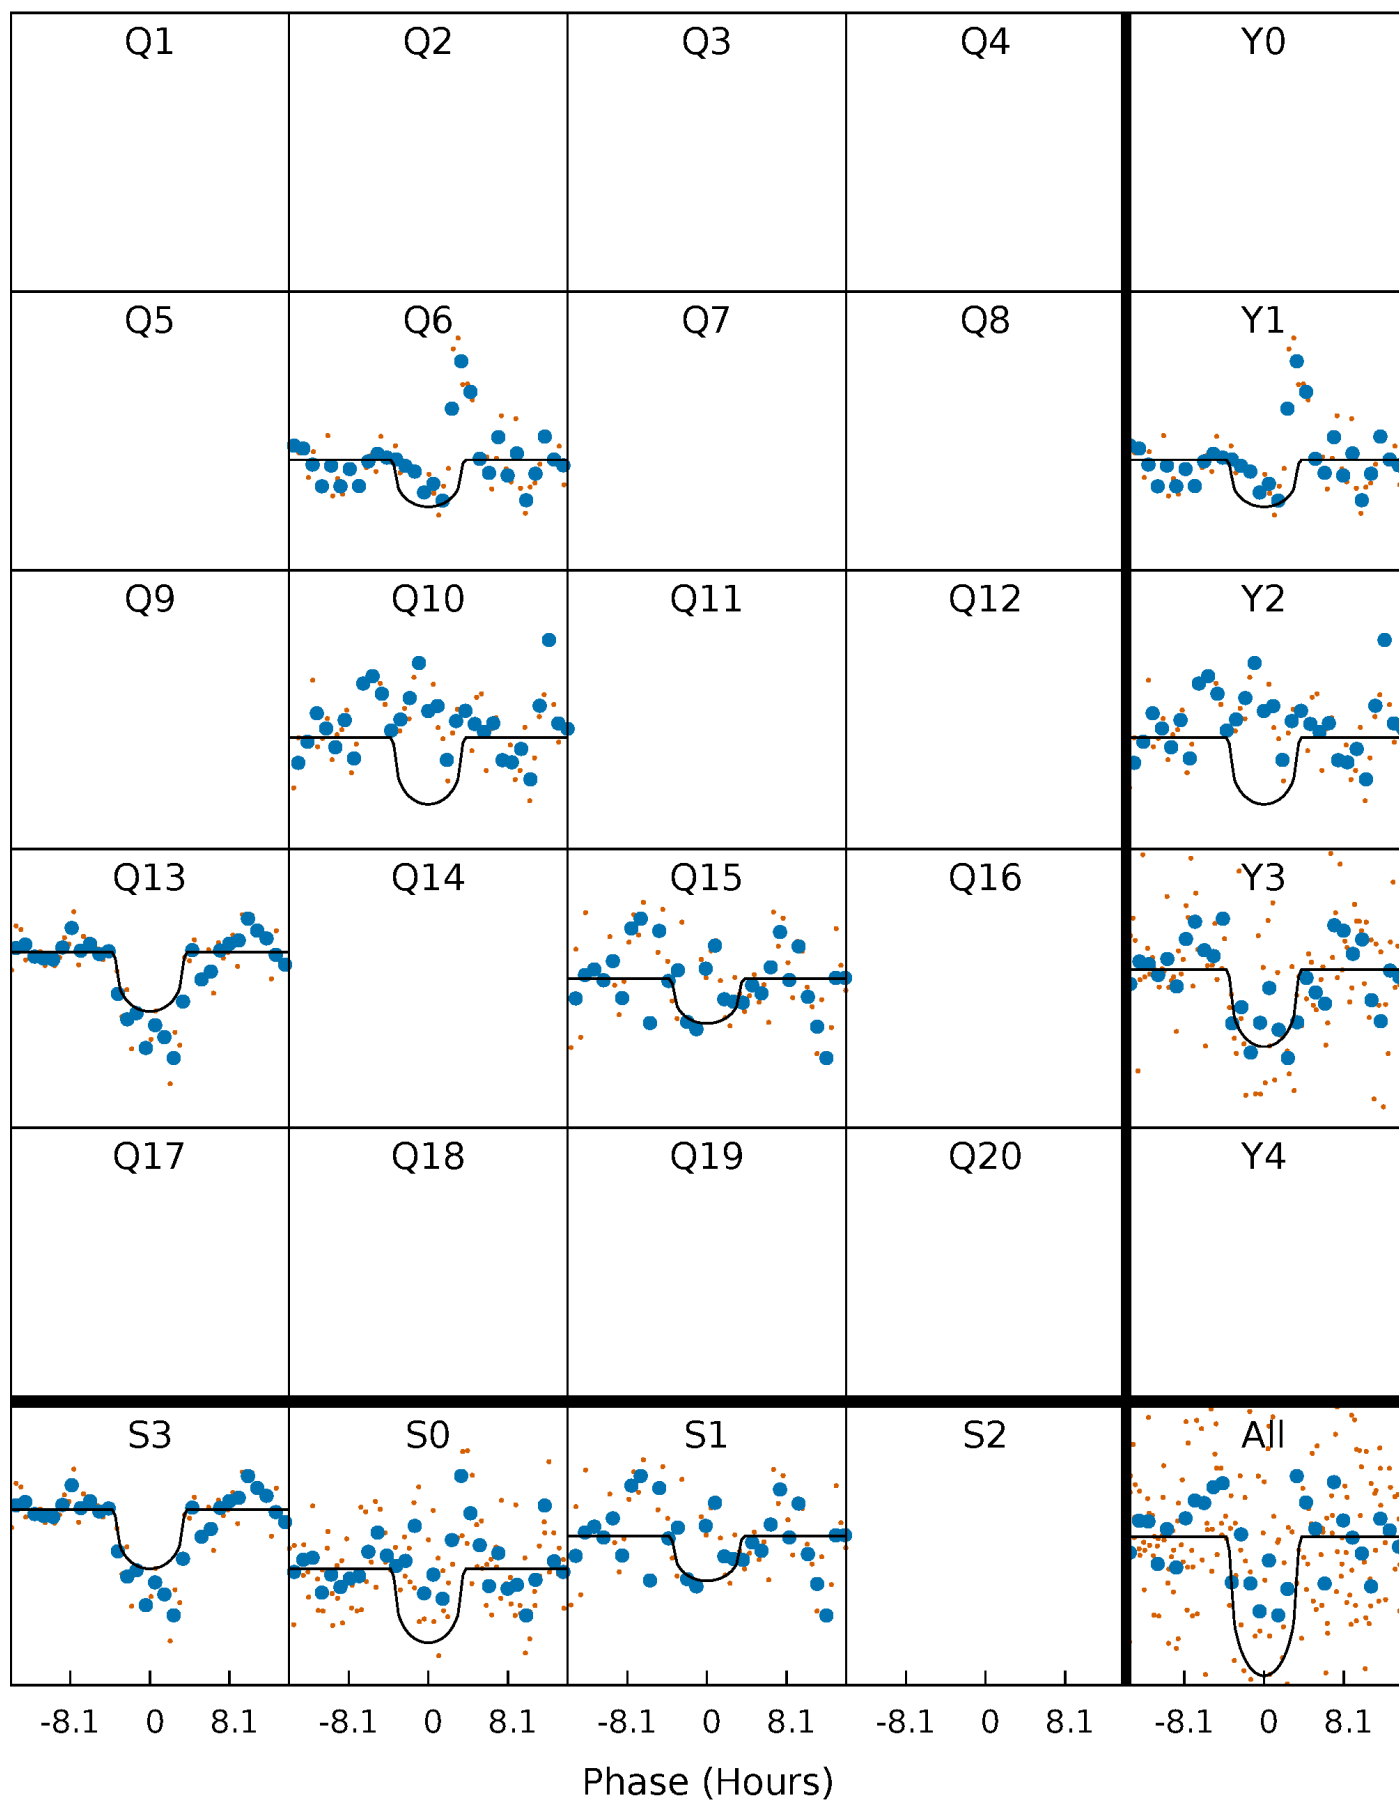 Q1 Q2 Q3 Q4 Y0
Q5 Q6 Q7 Q8 Y1
Q9 Q10 Q11 Q12 Y2
Q13 Q14 Q15 Q16 Y3
Q17 Q18 Q19 Q20 Y4
S3 S0 S1 S2 All
-8.1 0 8.1 -8.1 0 8.1 -8.1 0 8.1 -8.1 0 8.1 -8.1 0 8.1
Phase (Hours)